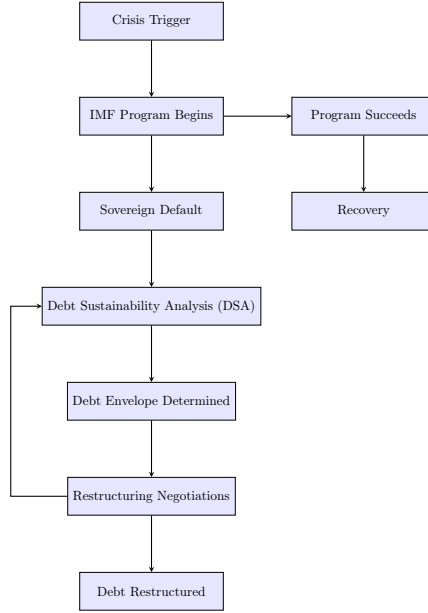 Crisis Trigger
IMF Program Begins
Program Succeeds
Sovereign Default
Recovery
Debt Sustainability Analysis (DSA)
Debt Envelope Determined
Restructuring Negotiations
Debt Restructured